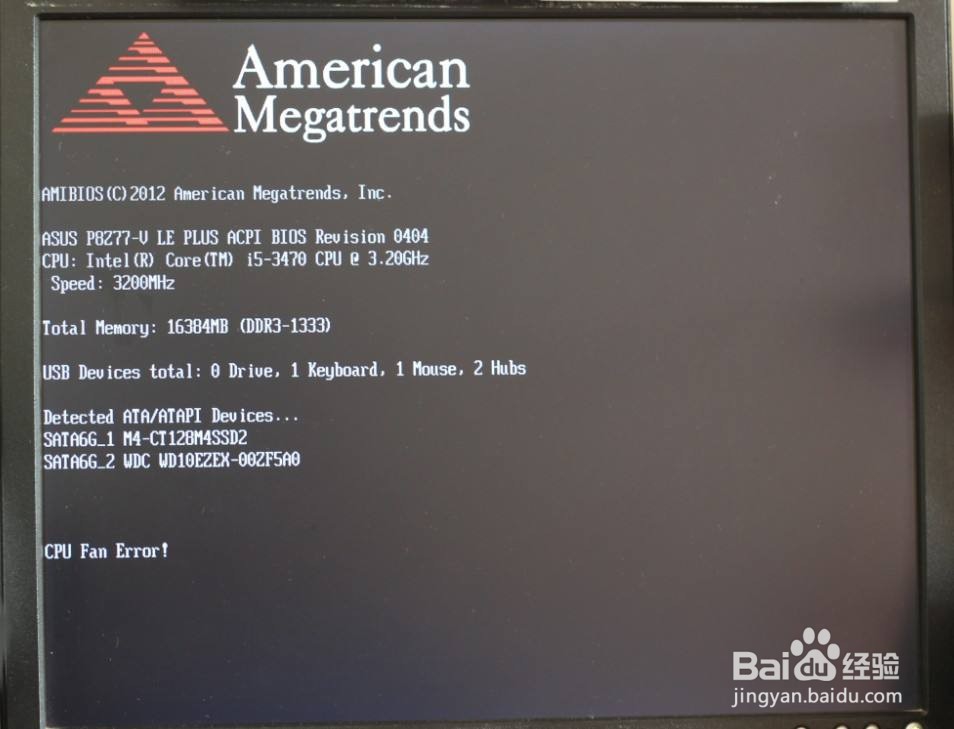 American
Megatrends
AMIBIOS(C)2012 American Megatrends, Inc.
ASUS P8Z77-V LE PLUS ACPI BIOS Revision 0404
CPU: Intel(R) Core(TM) i5-3470 CPU @ 3.20GHz
Speed: 3200MHz
Total Memory: 16384MB (DDR3-1333)
USB Devices total: 0 Drive, 1 Keyboard, 1 Mouse, 2 Hubs
Detected ATA/ATAPI Devices...
SATA6G_1 M4-CT128M4SSD2
SATA6G_2 WDC WD10EZEX-00ZF5A0
CPU Fan Error!
Baidu经验
jingyan.baidu.com